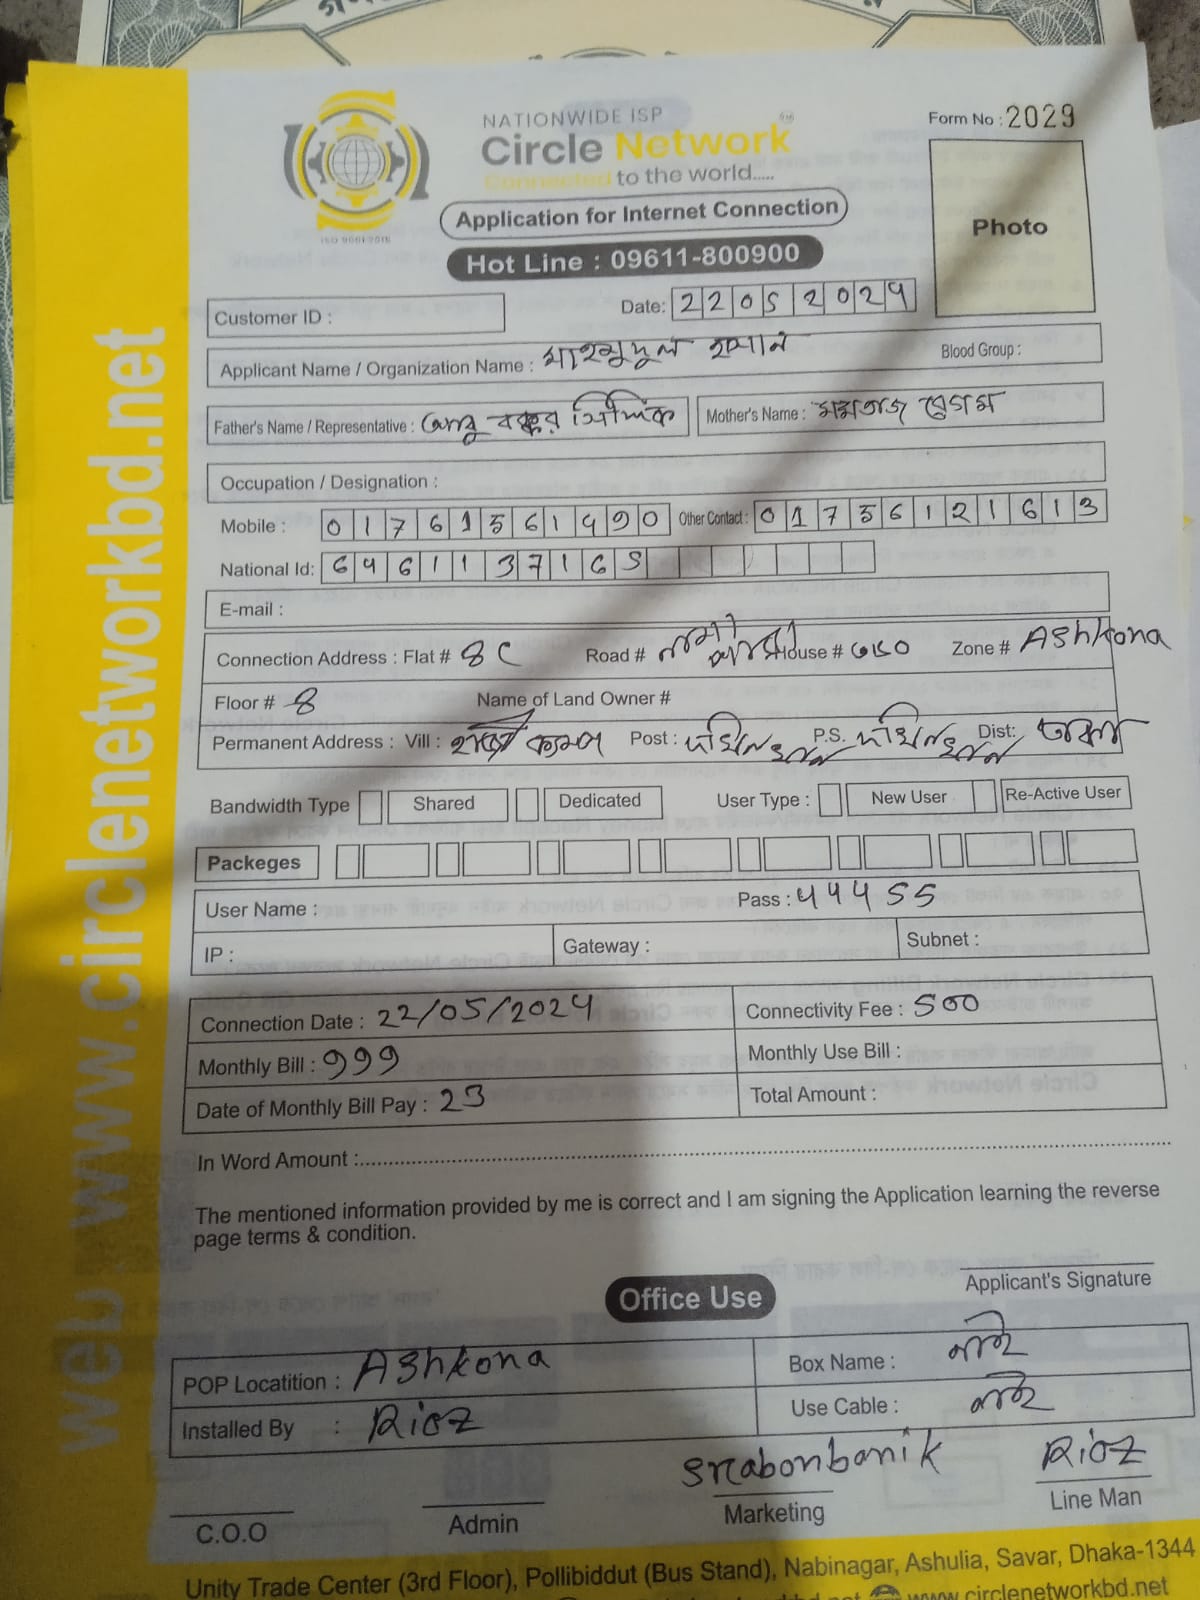 NATIONWIDE ISP
Circle Network
Connected to the world.....
Form No : 2029
ISO 9001:2015
Application for Internet Connection
Hot Line : 09611-800900
Photo
Customer ID :
Date: 22052024
Applicant Name / Organization Name : মাহমুদুল হাসান
Blood Group :
Father's Name / Representative : আবু বক্কর সিদ্দিক Mother's Name : মমতাজ বেগম
Occupation / Designation :
Mobile : 01761561490 Other Contact : 01756121613
National Id: 6461137165
E-mail :
Connection Address : Flat # 8C Road # House # Zone # Ashkona
Floor # 8 Name of Land Owner #
Permanent Address : Vill : Post : P.S. Dist: ঢাকা
Bandwidth Type Shared Dedicated User Type : New User Re-Active User
Packeges
User Name : Pass : 44455
IP : Gateway : Subnet :
Connection Date : 22/05/2024 Connectivity Fee : 500
Monthly Bill : 999 Monthly Use Bill :
Date of Monthly Bill Pay : 23 Total Amount :
In Word Amount :
The mentioned information provided by me is correct and I am signing the Application learning the reverse
page terms & condition.
Applicant's Signature
Office Use
POP Locatition : Ashkona Box Name : নাই
Installed By : Rioz Use Cable : নাই
Srabonbanik Rioz
C.O.O Admin Marketing Line Man
Unity Trade Center (3rd Floor), Pollibiddut (Bus Stand), Nabinagar, Ashulia, Savar, Dhaka-1344
www.circlenetworkbd.net
web www.circlenetworkbd.net